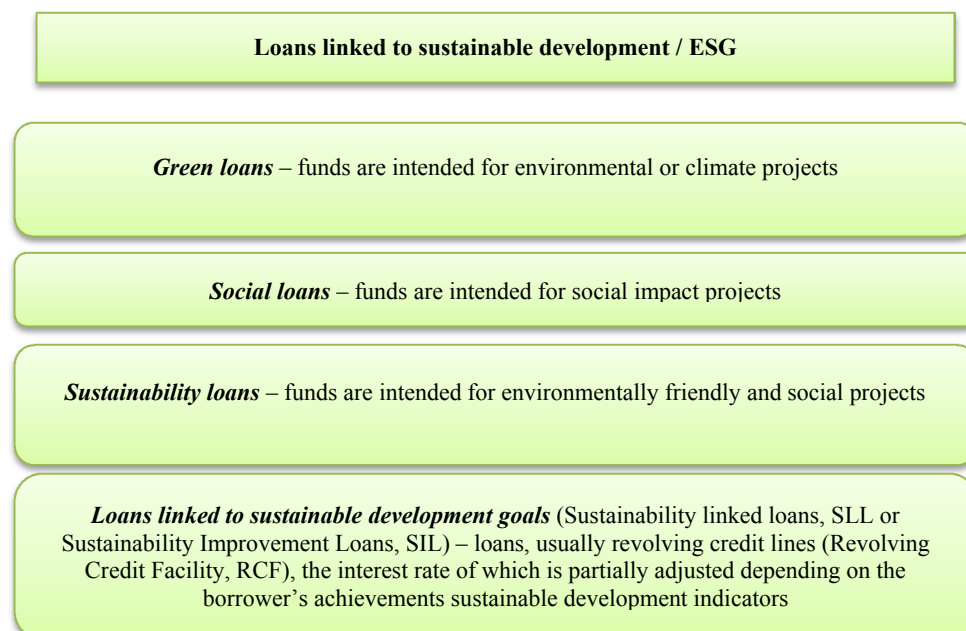 Loans linked to sustainable development / ESG
Green loans – funds are intended for environmental or climate projects
Social loans – funds are intended for social impact projects
Sustainability loans – funds are intended for environmentally friendly and social projects
Loans linked to sustainable development goals (Sustainability linked loans, SLL or
Sustainability Improvement Loans, SIL) – loans, usually revolving credit lines (Revolving
Credit Facility, RCF), the interest rate of which is partially adjusted depending on the
borrower’s achievements sustainable development indicators